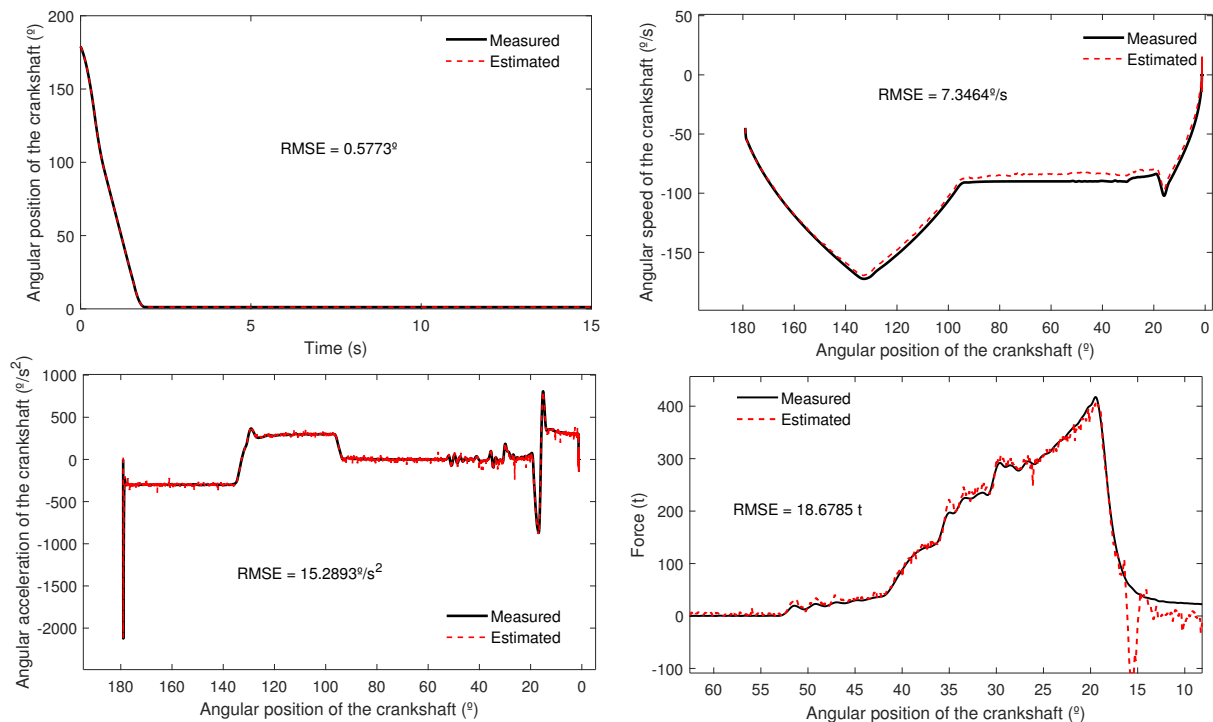 Angular position of the crankshaft (º)
200
150
100
50
0
Measured
Estimated
RMSE = 0.5773º
0
5
10
15
Time (s)
Angular speed of the crankshaft (º/s)
50
0
-50
-100
-150
Measured
Estimated
RMSE = 7.3464º/s
180
160
140
120
100
80
60
40
20
0
Angular position of the crankshaft (º)
Angular acceleration of the crankshaft (º/s²)
1000
500
0
-500
-1000
-1500
-2000
RMSE = 15.2893º/s²
Measured
Estimated
180
160
140
120
100
80
60
40
20
0
Angular position of the crankshaft (º)
Force (t)
400
300
200
100
0
-100
Measured
Estimated
RMSE = 18.6785 t
60
55
50
45
40
35
30
25
20
15
10
Angular position of the crankshaft (º)